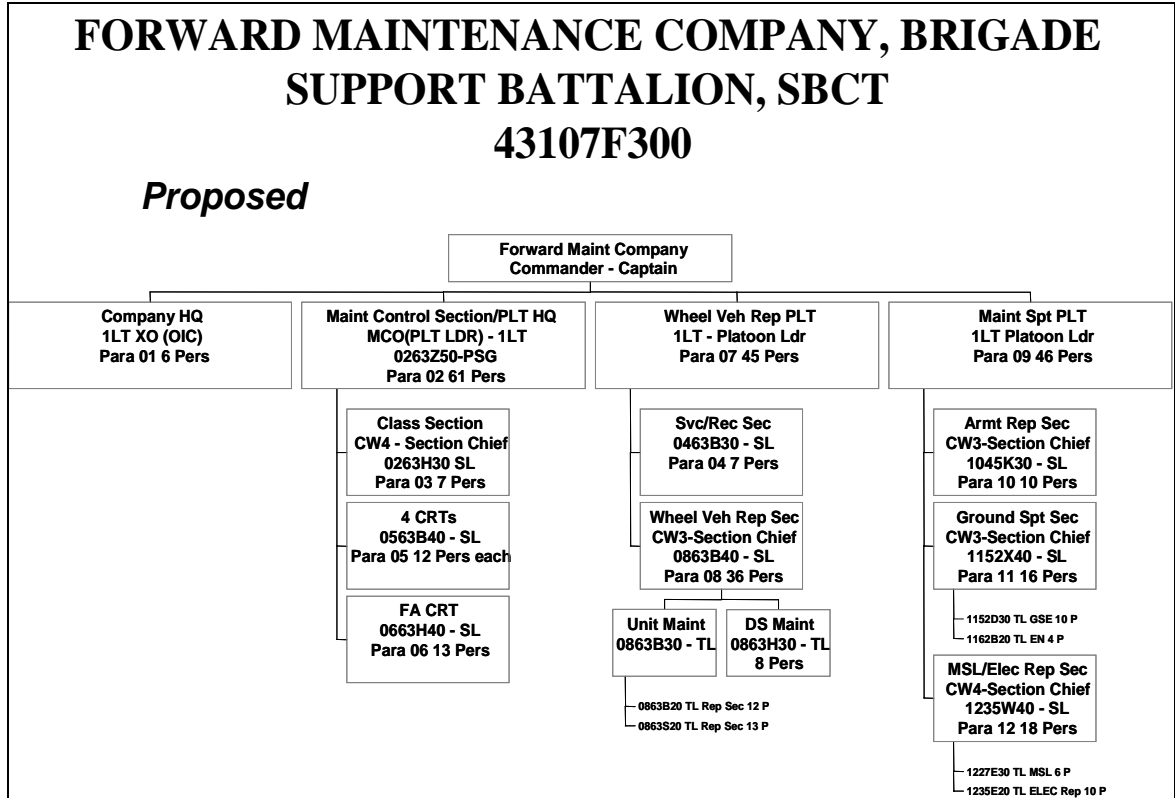 FORWARD MAINTENANCE COMPANY, BRIGADE
SUPPORT BATTALION, SBCT
43107F300
Proposed
Forward Maint Company
Commander - Captain
Company HQ
1LT XO (OIC)
Para 01 6 Pers
Maint Control Section/PLT HQ
MCO(PLT LDR) - 1LT
0263Z50-PSG
Para 02 61 Pers
Class Section
CW4 - Section Chief
0263H30 SL
Para 03 7 Pers
4 CRTs
0563B40 - SL
Para 05 12 Pers each
FA CRT
0663H40 - SL
Para 06 13 Pers
Wheel Veh Rep PLT
1LT - Platoon Ldr
Para 07 45 Pers
Svc/Rec Sec
0463B30 - SL
Para 04 7 Pers
Wheel Veh Rep Sec
CW3-Section Chief
0863B40 - SL
Para 08 36 Pers
Unit Maint
0863B30 - TL
0863B20 TL Rep Sec 12 P
0863S20 TL Rep Sec 13 P
DS Maint
0863H30 - TL
8 Pers
Maint Spt PLT
1LT Platoon Ldr
Para 09 46 Pers
Armt Rep Sec
CW3-Section Chief
1045K30 - SL
Para 10 10 Pers
Ground Spt Sec
CW3-Section Chief
1152X40 - SL
Para 11 16 Pers
1152D30 TL GSE 10 P
1162B20 TL EN 4 P
MSL/Elec Rep Sec
CW4-Section Chief
1235W40 - SL
Para 12 18 Pers
1227E30 TL MSL 6 P
1235E20 TL ELEC Rep 10 P